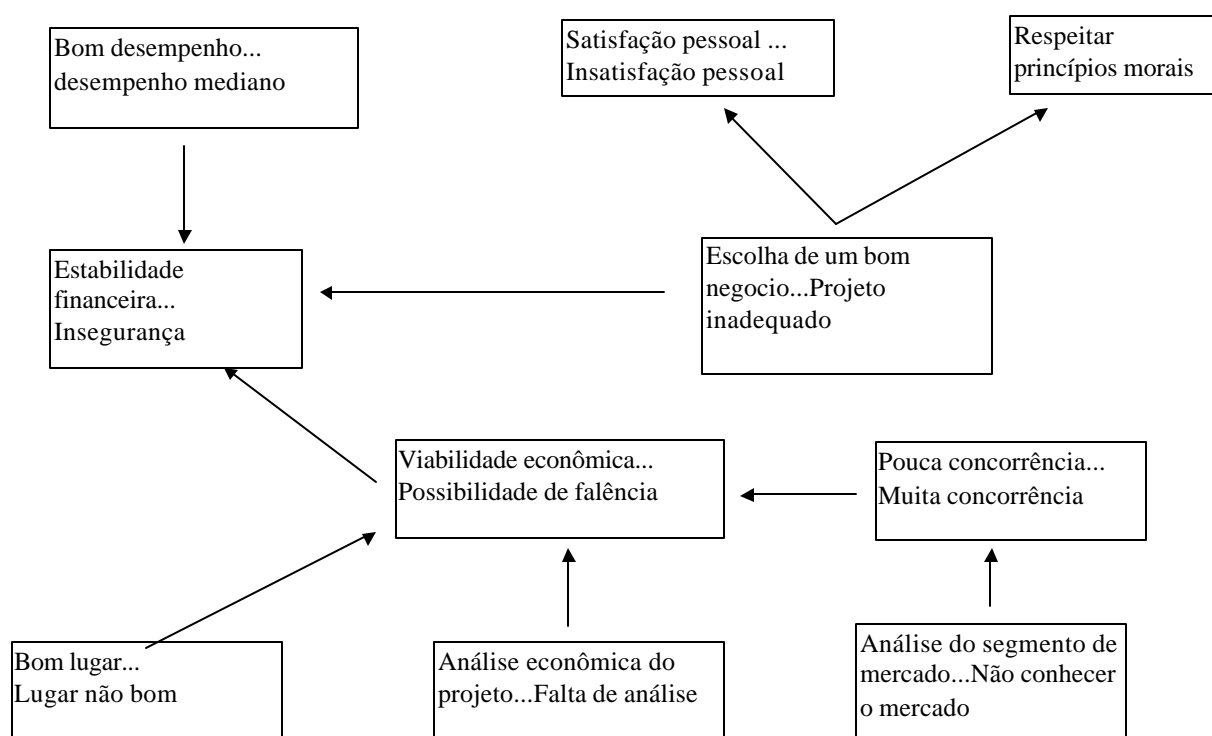 Bom desempenho...
desempenho mediano
Satisfação pessoal ...
Insatisfação pessoal
Respeitar
princípios morais
Estabilidade
financeira...
Insegurança
Escolha de um bom
negocio...Projeto
inadequado
Viabilidade econômica...
Possibilidade de falência
Pouca concorrência...
Muita concorrência
Bom lugar...
Lugar não bom
Análise econômica do
projeto...Falta de análise
Análise do segmento de
mercado...Não conhecer
o mercado